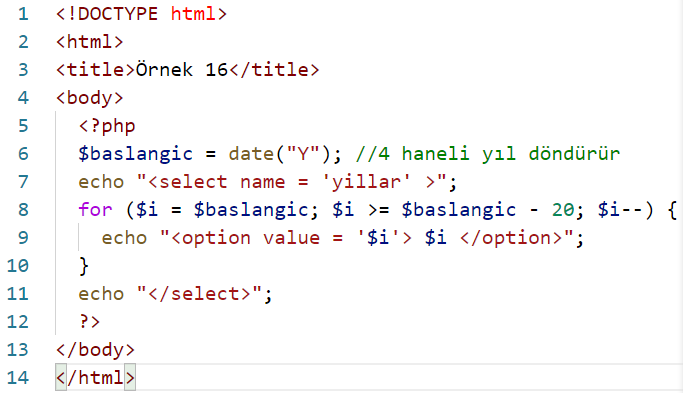 1 <!DOCTYPE html>
2 <html>
3 <title>Örnek 16</title>
4 <body>
5 <?php
6 $baslangic = date("Y"); //4 haneli yıl döndürür
7 echo "<select name = 'yillar' >";
8 for ($i = $baslangic; $i >= $baslangic - 20; $i--) {
9 echo "<option value = '$i'> $i </option>";
10 }
11 echo "</select>";
12 ?>
13 </body>
14 </html>